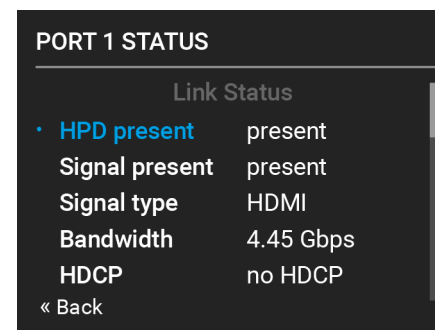 PORT 1 STATUS
Link Status
• HPD present present
Signal present present
Signal type HDMI
Bandwidth 4.45 Gbps
HDCP no HDCP
« Back